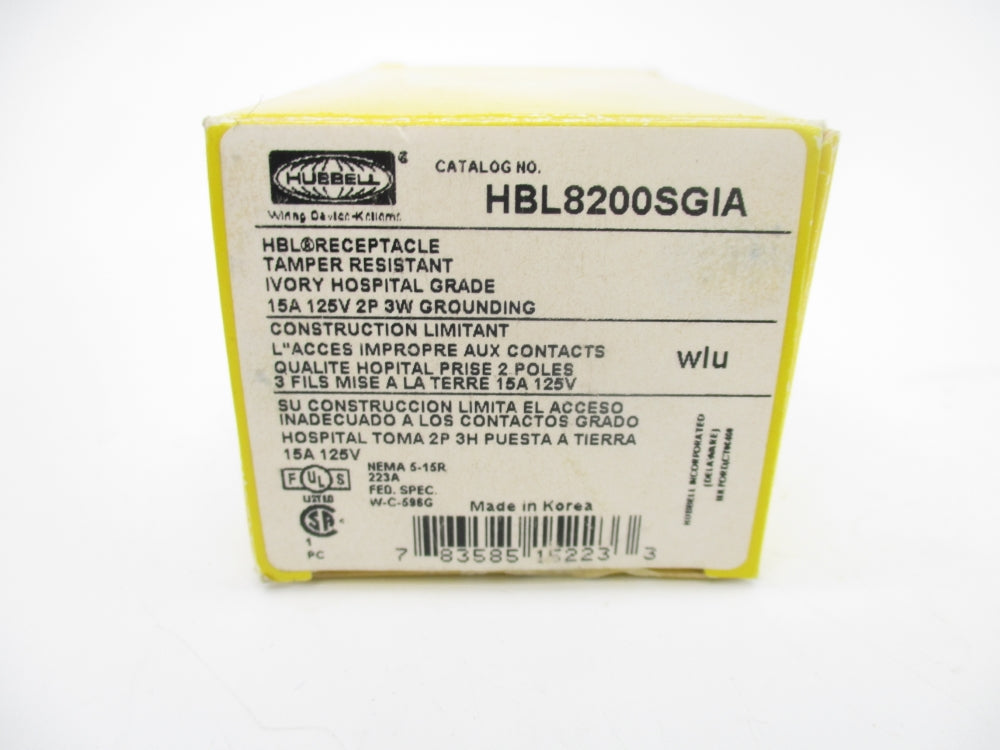 HUBBELL
®
Wiring Device-Kellems
CATALOG NO.
HBL8200SGIA
HBL®RECEPTACLE
TAMPER RESISTANT
IVORY HOSPITAL GRADE
15A 125V 2P 3W GROUNDING
CONSTRUCTION LIMITANT
L"ACCES IMPROPRE AUX CONTACTS
QUALITE HOPITAL PRISE 2 POLES
3 FILS MISE A LA TERRE 15A 125V
wlu
SU CONSTRUCCION LIMITA EL ACCESO
INADECUADO A LOS CONTACTOS GRADO
HOSPITAL TOMA 2P 3H PUESTA A TIERRA
15A 125V
F UL S
LISTED
NEMA 5-15R
223A
FED. SPEC.
W-C-596G
SA
1
PC
Made in Korea
7 83585 15223 3
HUBBELL INCORPORATED
(DELAWARE)